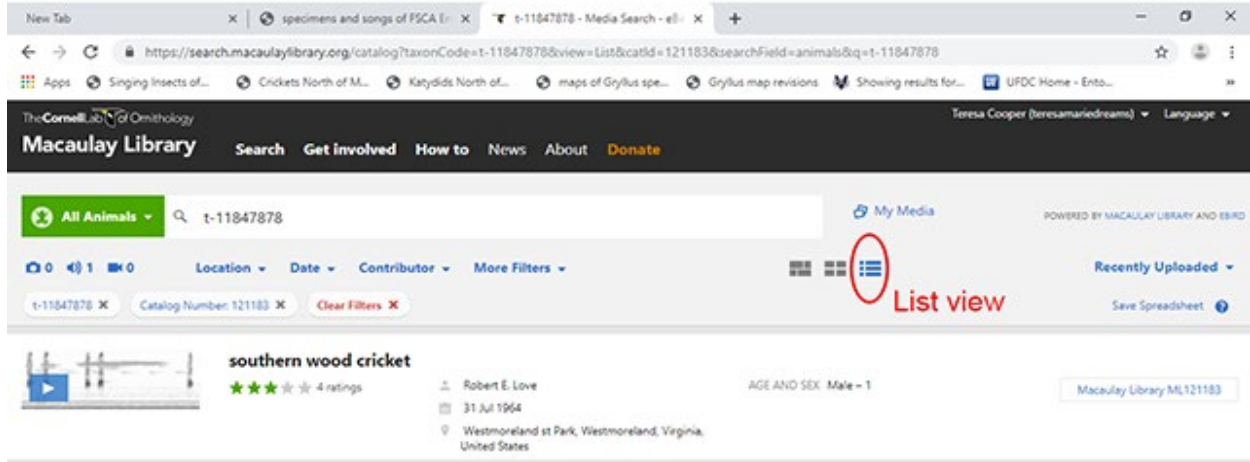 New Tab specimens and songs of FSCA En t-11847878 - Media Search - eBi
https://search.macaulaylibrary.org/catalog?taxonCode=t-11847878&view=List&catId=121183&searchField=animals&q=t-11847878
Apps Singing Insects of... Crickets North of M... Katydids North of... maps of Gryllus spe... Gryllus map revisions Showing results for... UFDC Home - Ento... »
TheCornellLab of Ornithology Teresa Cooper (teresamariedreams) Language
Macaulay Library Search Get involved How to News About Donate
All Animals t-11847878 My Media POWERED BY MACAULAY LIBRARY AND EBIRD
0 1 0 Location Date Contributor More Filters Recently Uploaded
List view
t-11847878 Catalog Number: 121183 Clear Filters Save Spreadsheet ?
southern wood cricket
4 ratings Robert E. Love AGE AND SEX Male – 1 Macaulay Library ML121183
31 Jul 1964
Westmoreland st Park, Westmoreland, Virginia,
United States